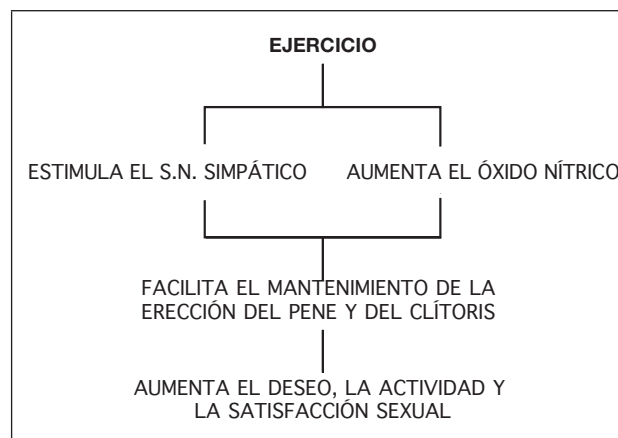 EJERCICIO
ESTIMULA EL S.N. SIMPÁTICO AUMENTA EL ÓXIDO NÍTRICO
FACILITA EL MANTENIMIENTO DE LA
ERECCIÓN DEL PENE Y DEL CLÍTORIS
AUMENTA EL DESEO, LA ACTIVIDAD Y
LA SATISFACCIÓN SEXUAL